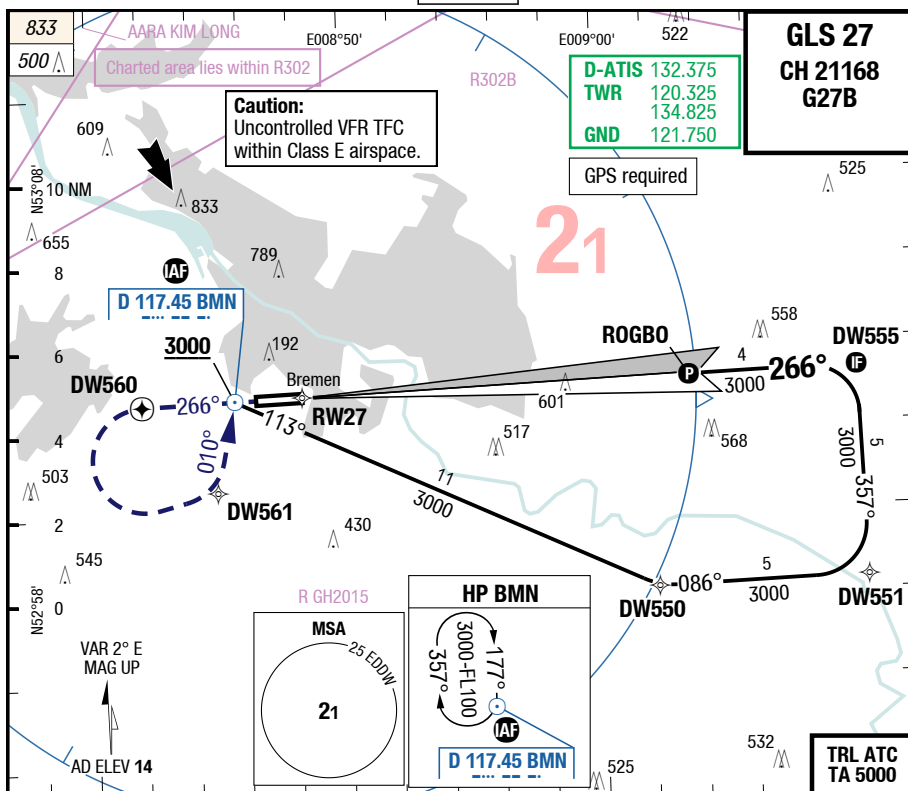 833
500
AARA KIM LONG
Charted area lies within R302
E008°50'
E009°00'
522
R302B
GLS 27
CH 21168
G27B
D-ATIS 132.375
TWR 120.325
134.825
GND 121.750
GPS required
Caution:
Uncontrolled VFR TFC
within Class E airspace.
609
833
525
N53°08'
10 NM
655
789
21
8
IAF
D 117.45 BMN
3000
192
558
ROGBO
DW555
IF
P
4
3000
266°
6
Bremen
RW27
DW560
266°
113°
601
010°
4
517
568
5
3000
357°
503
DW561
11
3000
2
430
545
086°
5
3000
DW550
DW551
N52°58'
0
R GH2015
MSA
25 EDDW
21
HP BMN
357°
3000-FL100
177°
IAF
D 117.45 BMN
VAR 2° E
MAG UP
AD ELEV 14
525
532
TRL ATC
TA 5000